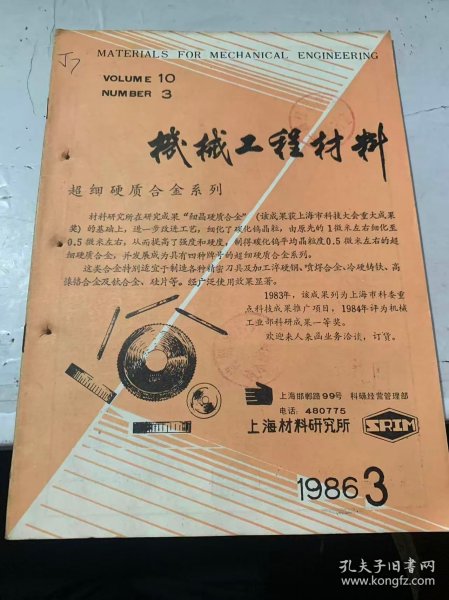 J7
MATERIALS FOR MECHANICAL ENGINEERING
VOLUME 10
NUMBER 3
機械工程材料
超细硬质合金系列
材料研究所在研究成果“细晶硬质合金”（该成果获上海市科技大会重大成果
奖）的基础上，进一步改进工艺，细化了碳化钨晶粒，由原先的1微米左右细化至
0.5微米左右，从而提高了强度和硬度，制得碳化钨平均晶粒度0.5微米左右的超
细硬质合金，并发展成为具有四种牌号的超细硬质合金系列。
这类合金特别适宜于制造各种精密刀具及加工淬硬钢、喷焊合金、冷硬铸铁、高
镍铬合金及钛合金、硅片等。经广泛使用效果显著。
1983年，该成果列为上海市科委重
点科技成果推广项目，1984年评为机械
工业部科研成果一等奖。
欢迎来人来函业务洽谈，订货。
上海邯郸路99号 科研经营管理部
电话：480775
上海材料研究所
SRIM
1986 3
孔夫子旧书网
www.kongfz.com